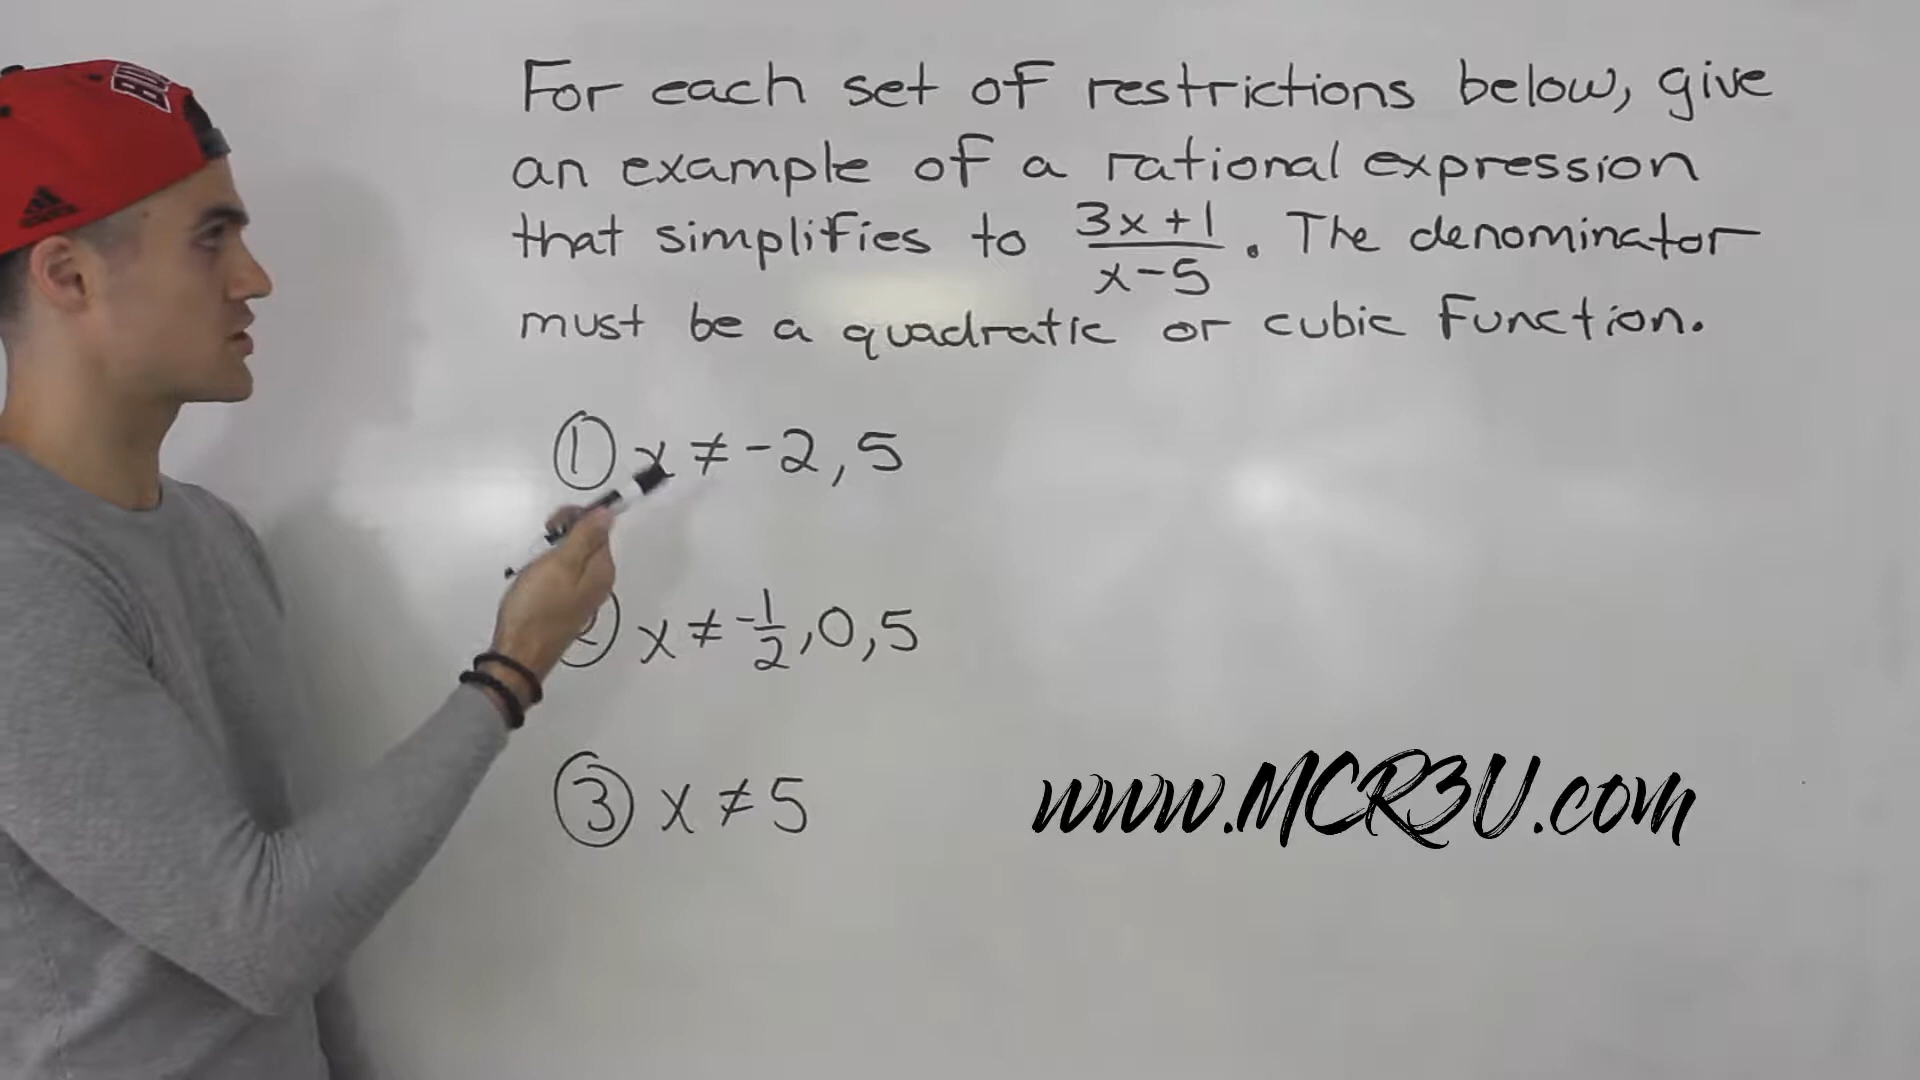 For each set of restrictions below, give
an example of a rational expression
that simplifies to 3x+1/x-5. The denominator
must be a quadratic or cubic function.
① x ≠ -2, 5
② x ≠ -1/2, 0, 5
③ x ≠ 5
www.MCR3U.com